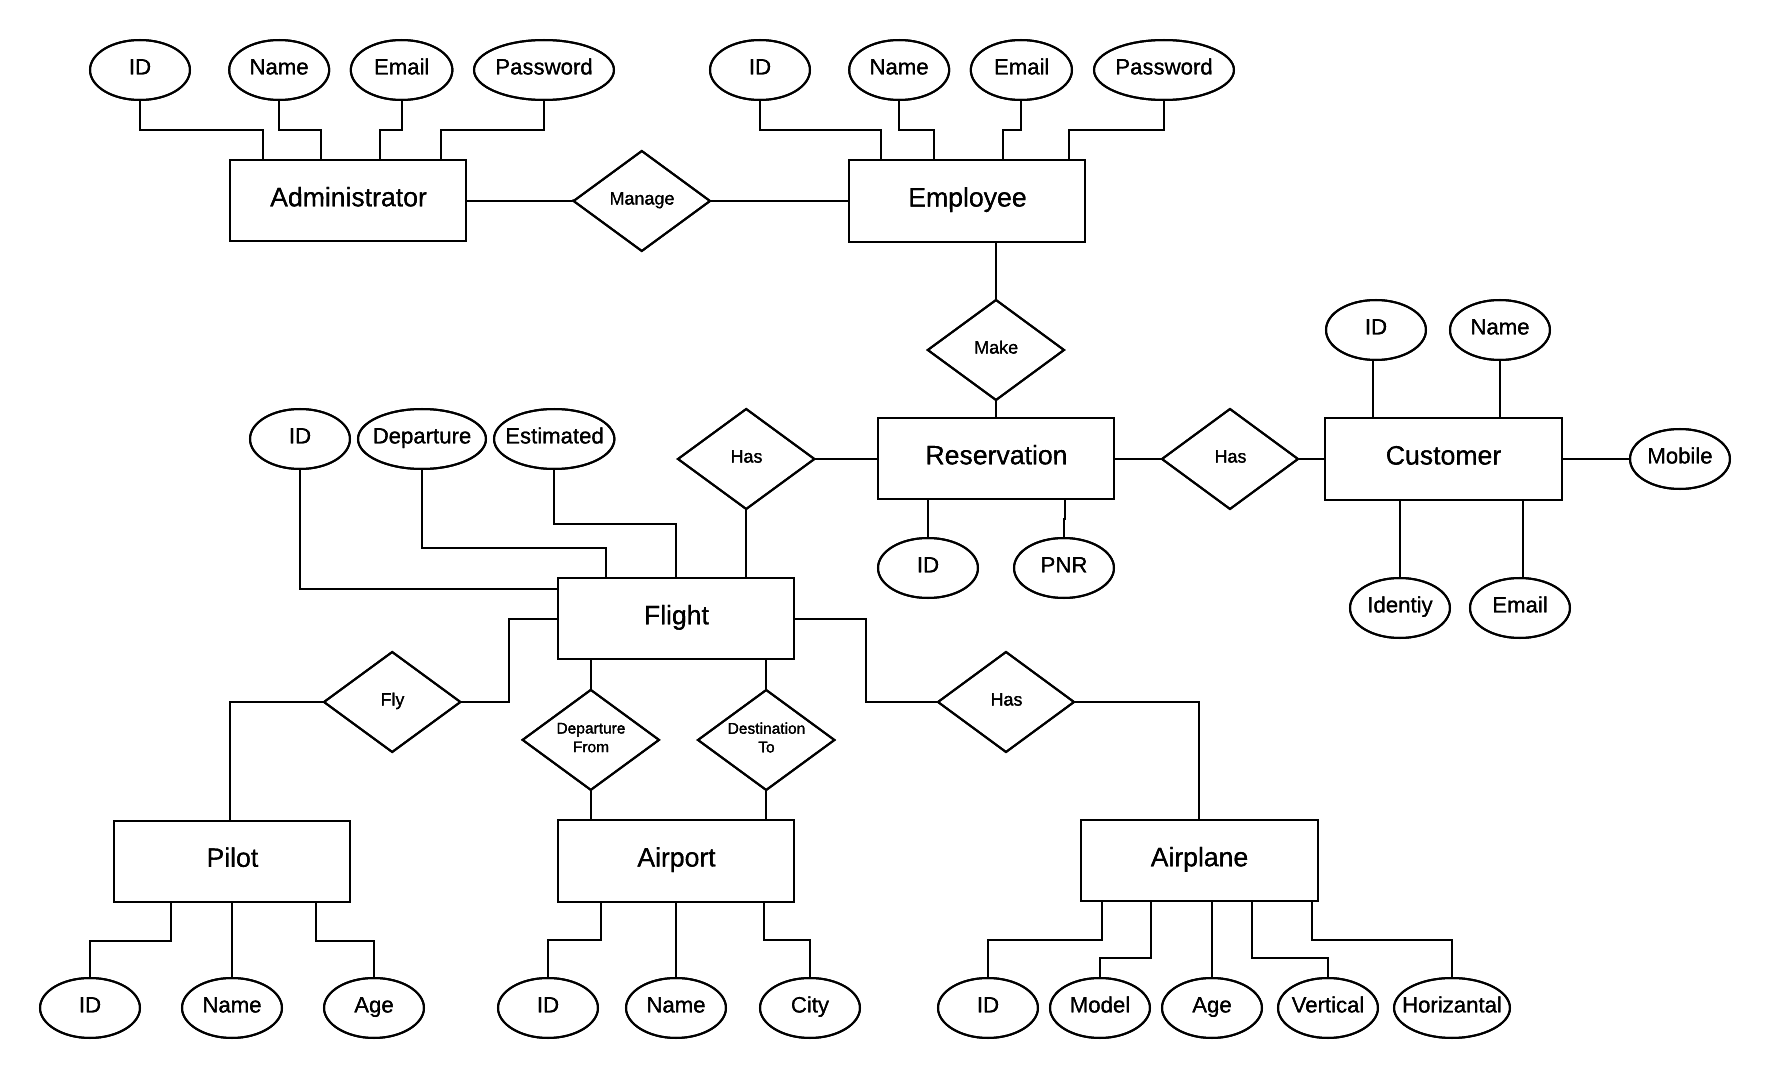 ID
Name
Email
Password
ID
Name
Email
Password
Administrator
Manage
Employee
ID
Name
Make
ID
Departure
Estimated
Has
Reservation
Has
Customer
Mobile
ID
PNR
Identiy
Email
Flight
Fly
Departure
From
Destination
To
Has
Pilot
Airport
Airplane
ID
Name
Age
ID
Name
City
ID
Model
Age
Vertical
Horizantal